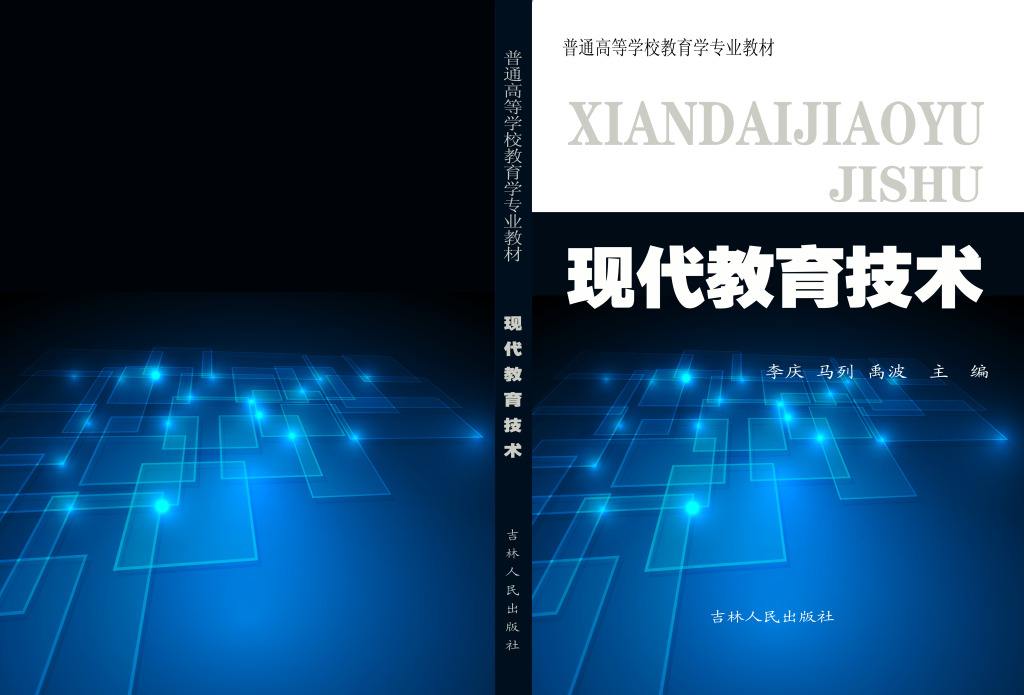 普通高等学校教育学专业教材
现代教育技术
吉林人民出版社
普通高等学校教育学专业教材
XIANDAIJIAOYU
JISHU
现代教育技术
李庆 马列 禹波 主 编
吉林人民出版社